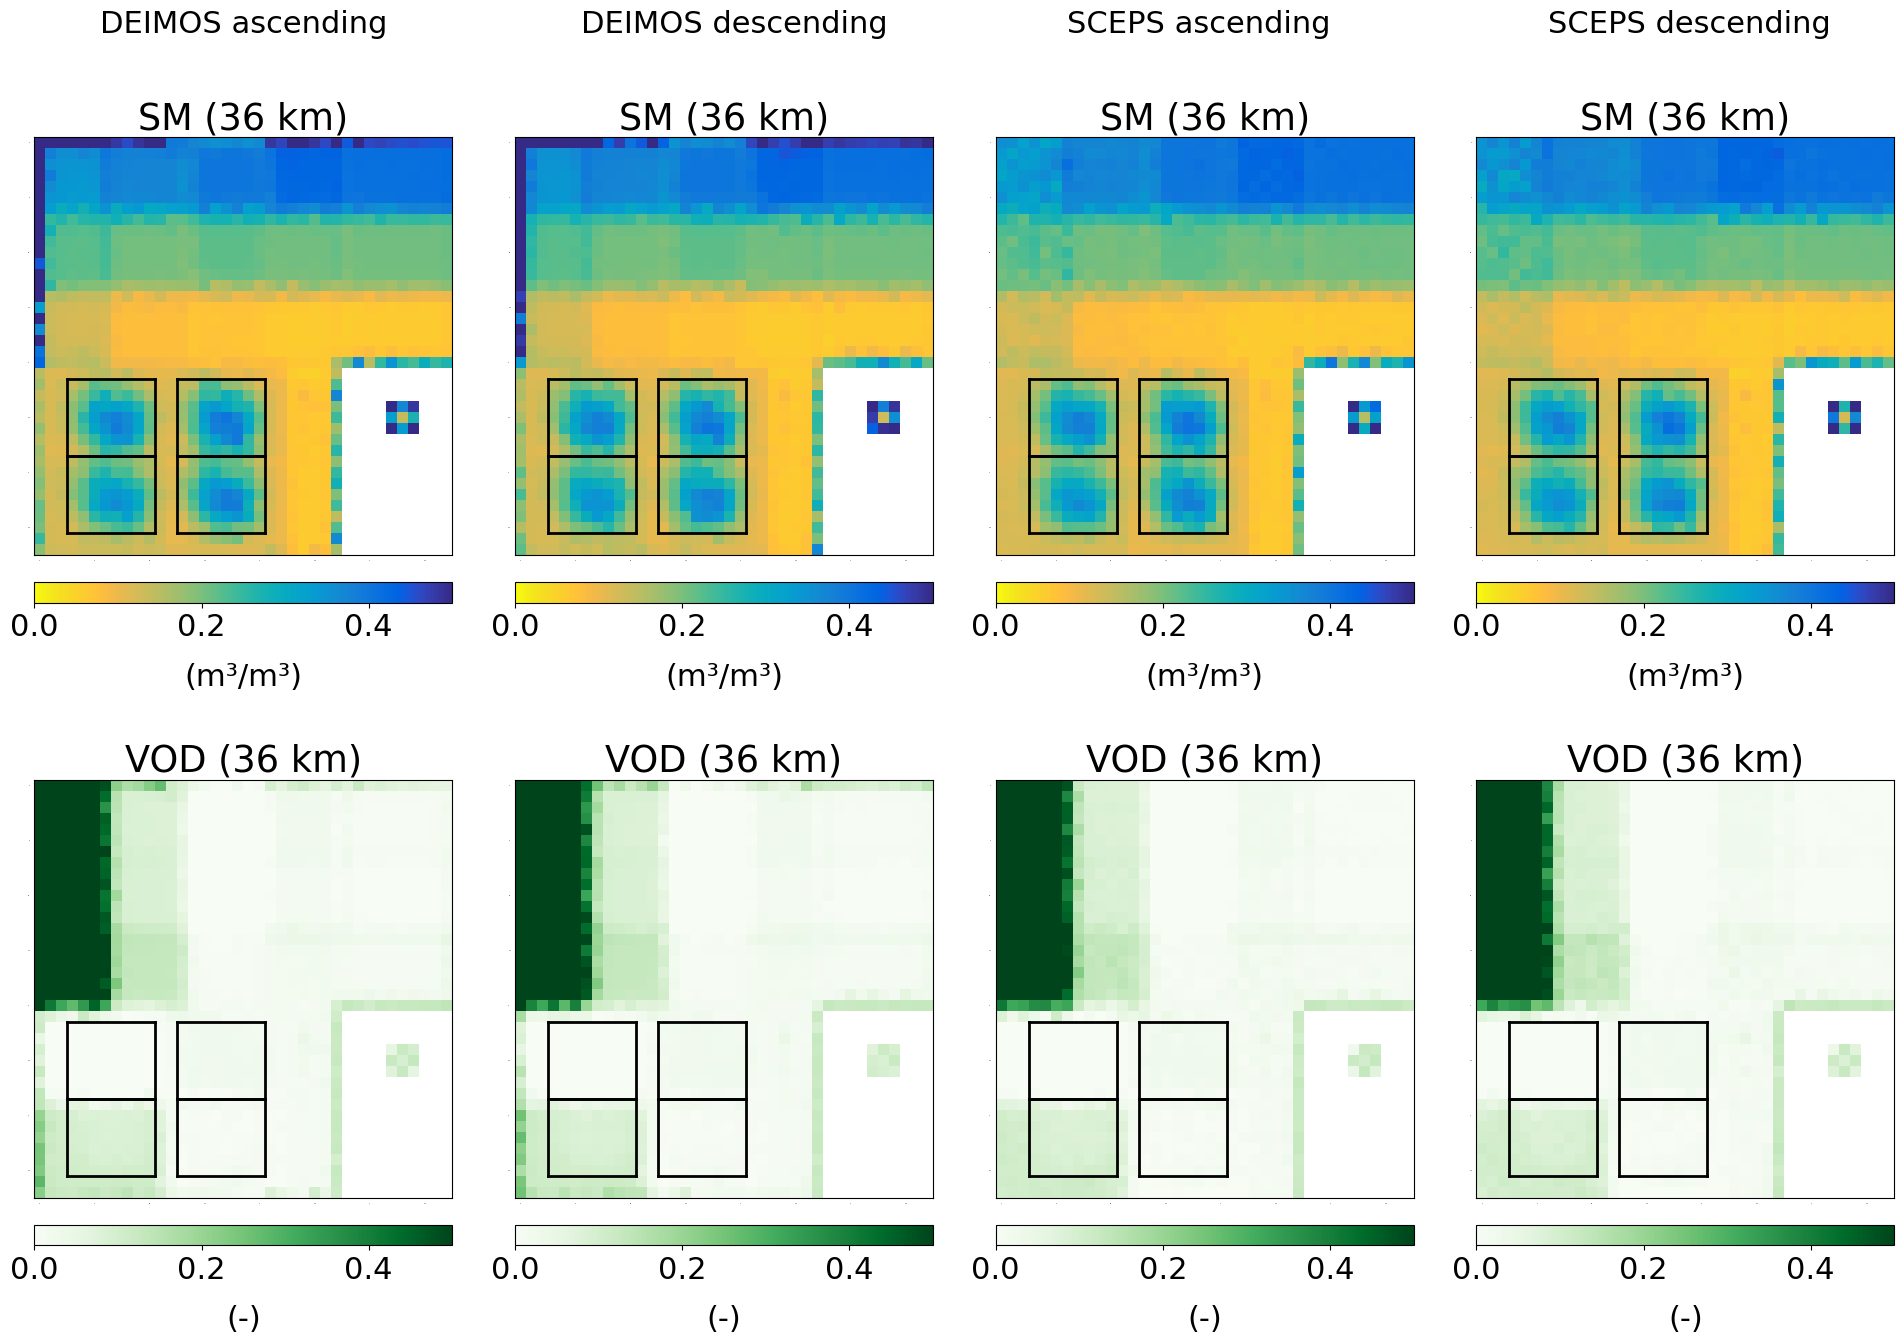 DEIMOS ascending DEIMOS descending SCEPS ascending SCEPS descending
SM (36 km) SM (36 km) SM (36 km) SM (36 km)
0.0 0.2 0.4 0.0 0.2 0.4 0.0 0.2 0.4 0.0 0.2 0.4
(m³/m³) (m³/m³) (m³/m³) (m³/m³)
VOD (36 km) VOD (36 km) VOD (36 km) VOD (36 km)
0.0 0.2 0.4 0.0 0.2 0.4 0.0 0.2 0.4 0.0 0.2 0.4
(-) (-) (-) (-)